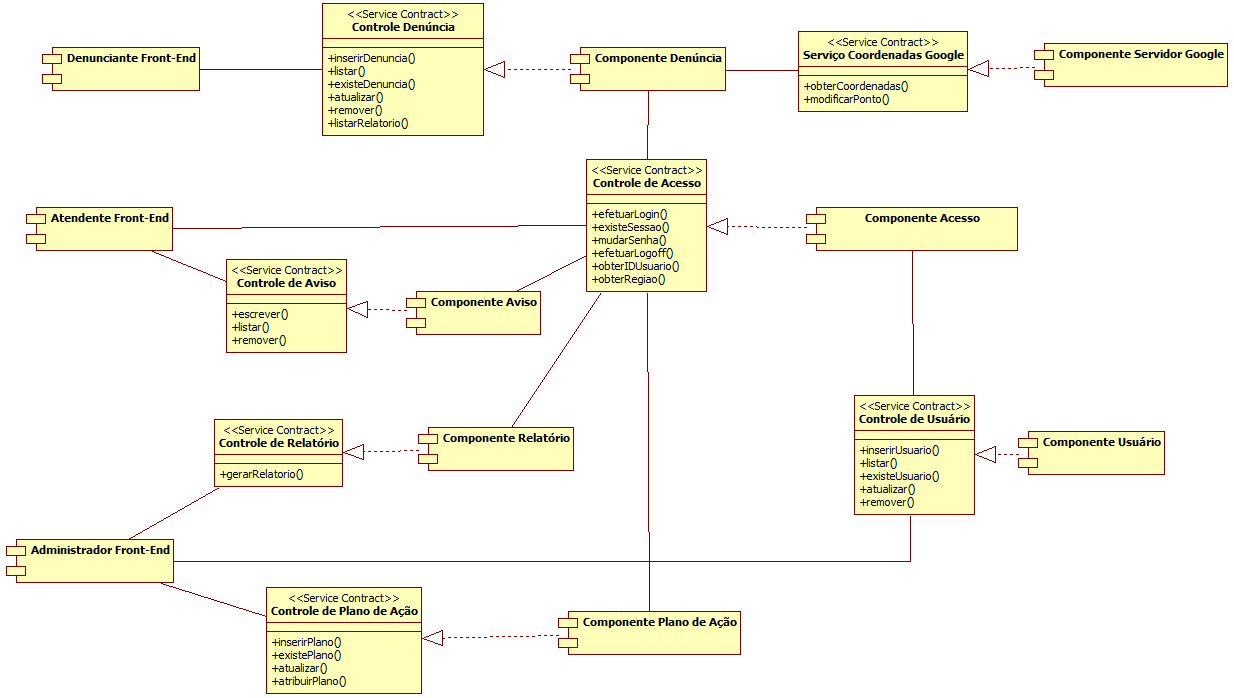 Denunciante Front-End
<<Service Contract>>
Controle Denúncia
+inserirDenuncia()
+listar()
+existeDenuncia()
+atualizar()
+remover()
+listarRelatorio()
Componente Denúncia
<<Service Contract>>
Serviço Coordenadas Google
+obterCoordenadas()
+modificarPonto()
Componente Servidor Google
Atendente Front-End
<<Service Contract>>
Controle de Acesso
+efetuarLogin()
+existeSessao()
+mudarSenha()
+efetuarLogoff()
+obterIDUsuario()
+obterRegiao()
Componente Acesso
<<Service Contract>>
Controle de Aviso
+escrever()
+listar()
+remover()
Componente Aviso
<<Service Contract>>
Controle de Relatório
+gerarRelatorio()
Componente Relatório
<<Service Contract>>
Controle de Usuário
+inserirUsuario()
+listar()
+existeUsuario()
+atualizar()
+remover()
Componente Usuário
Administrador Front-End
<<Service Contract>>
Controle de Plano de Ação
+inserirPlano()
+existePlano()
+atualizar()
+atribuirPlano()
Componente Plano de Ação